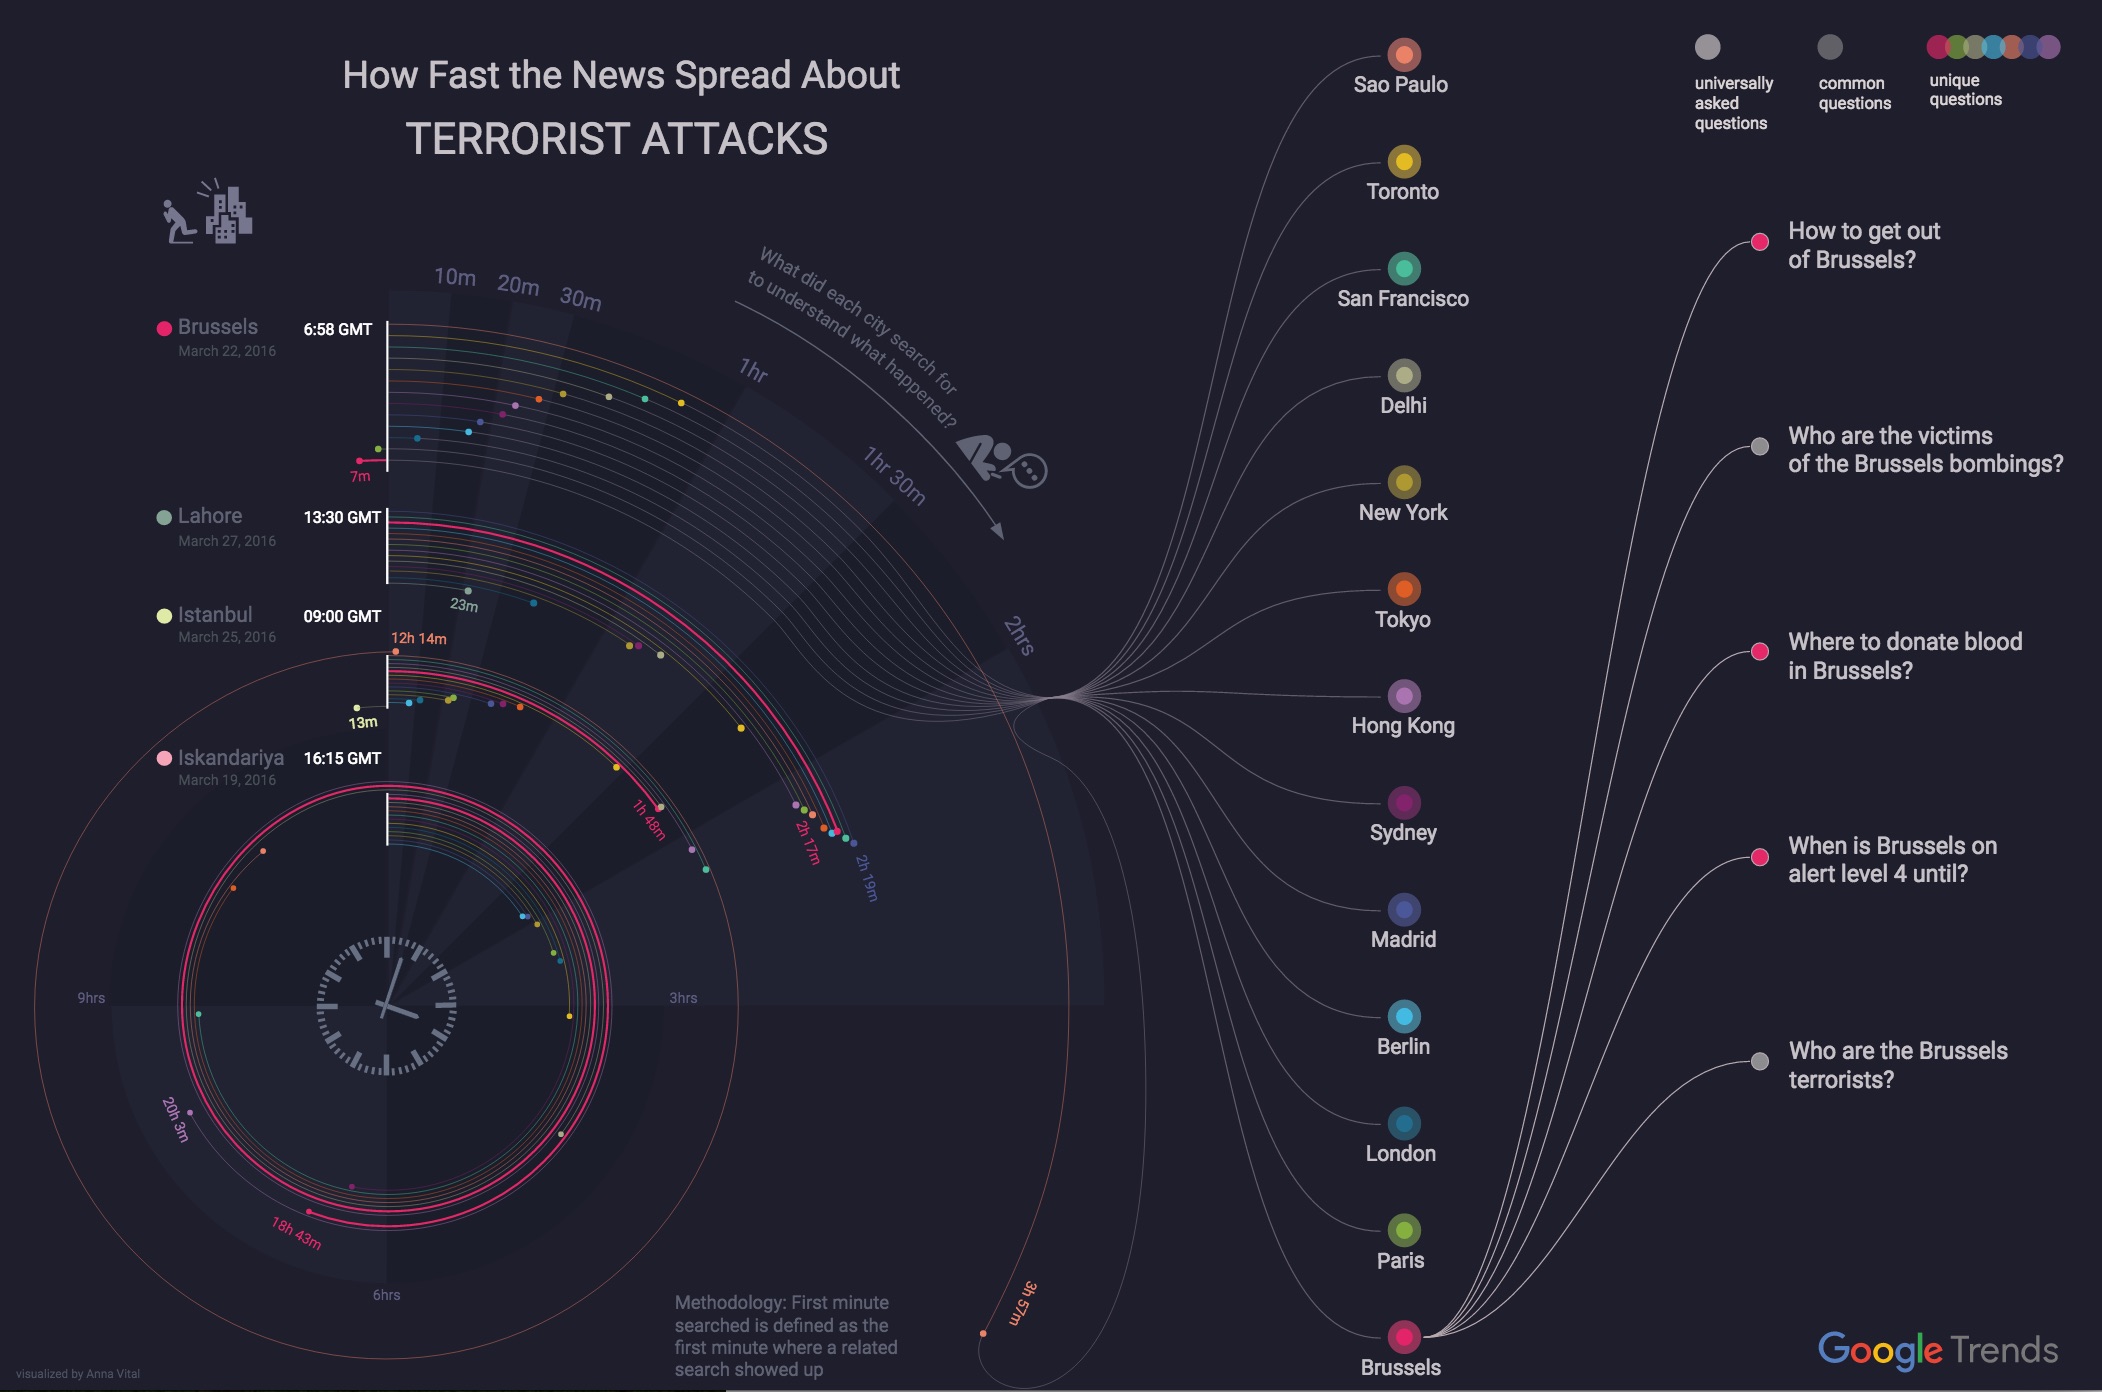 How Fast the News Spread About
TERRORIST ATTACKS
universally
asked
questions
common
questions
unique
questions
10m
20m
30m
1hr
1hr 30m
2hrs
3hrs
6hrs
9hrs
What did each city search for
to understand what happened?
Brussels
March 22, 2016
6:58 GMT
7m
Lahore
March 27, 2016
13:30 GMT
23m
2h 17m
2h 19m
Istanbul
March 25, 2016
09:00 GMT
12h 14m
13m
1h 48m
Iskandariya
March 19, 2016
16:15 GMT
20h 3m
18h 43m
3h 57m
Sao Paulo
Toronto
San Francisco
Delhi
New York
Tokyo
Hong Kong
Sydney
Madrid
Berlin
London
Paris
Brussels
How to get out
of Brussels?
Who are the victims
of the Brussels bombings?
Where to donate blood
in Brussels?
When is Brussels on
alert level 4 until?
Who are the Brussels
terrorists?
Methodology: First minute
searched is defined as the
first minute where a related
search showed up
visualized by Anna Vital
Google Trends